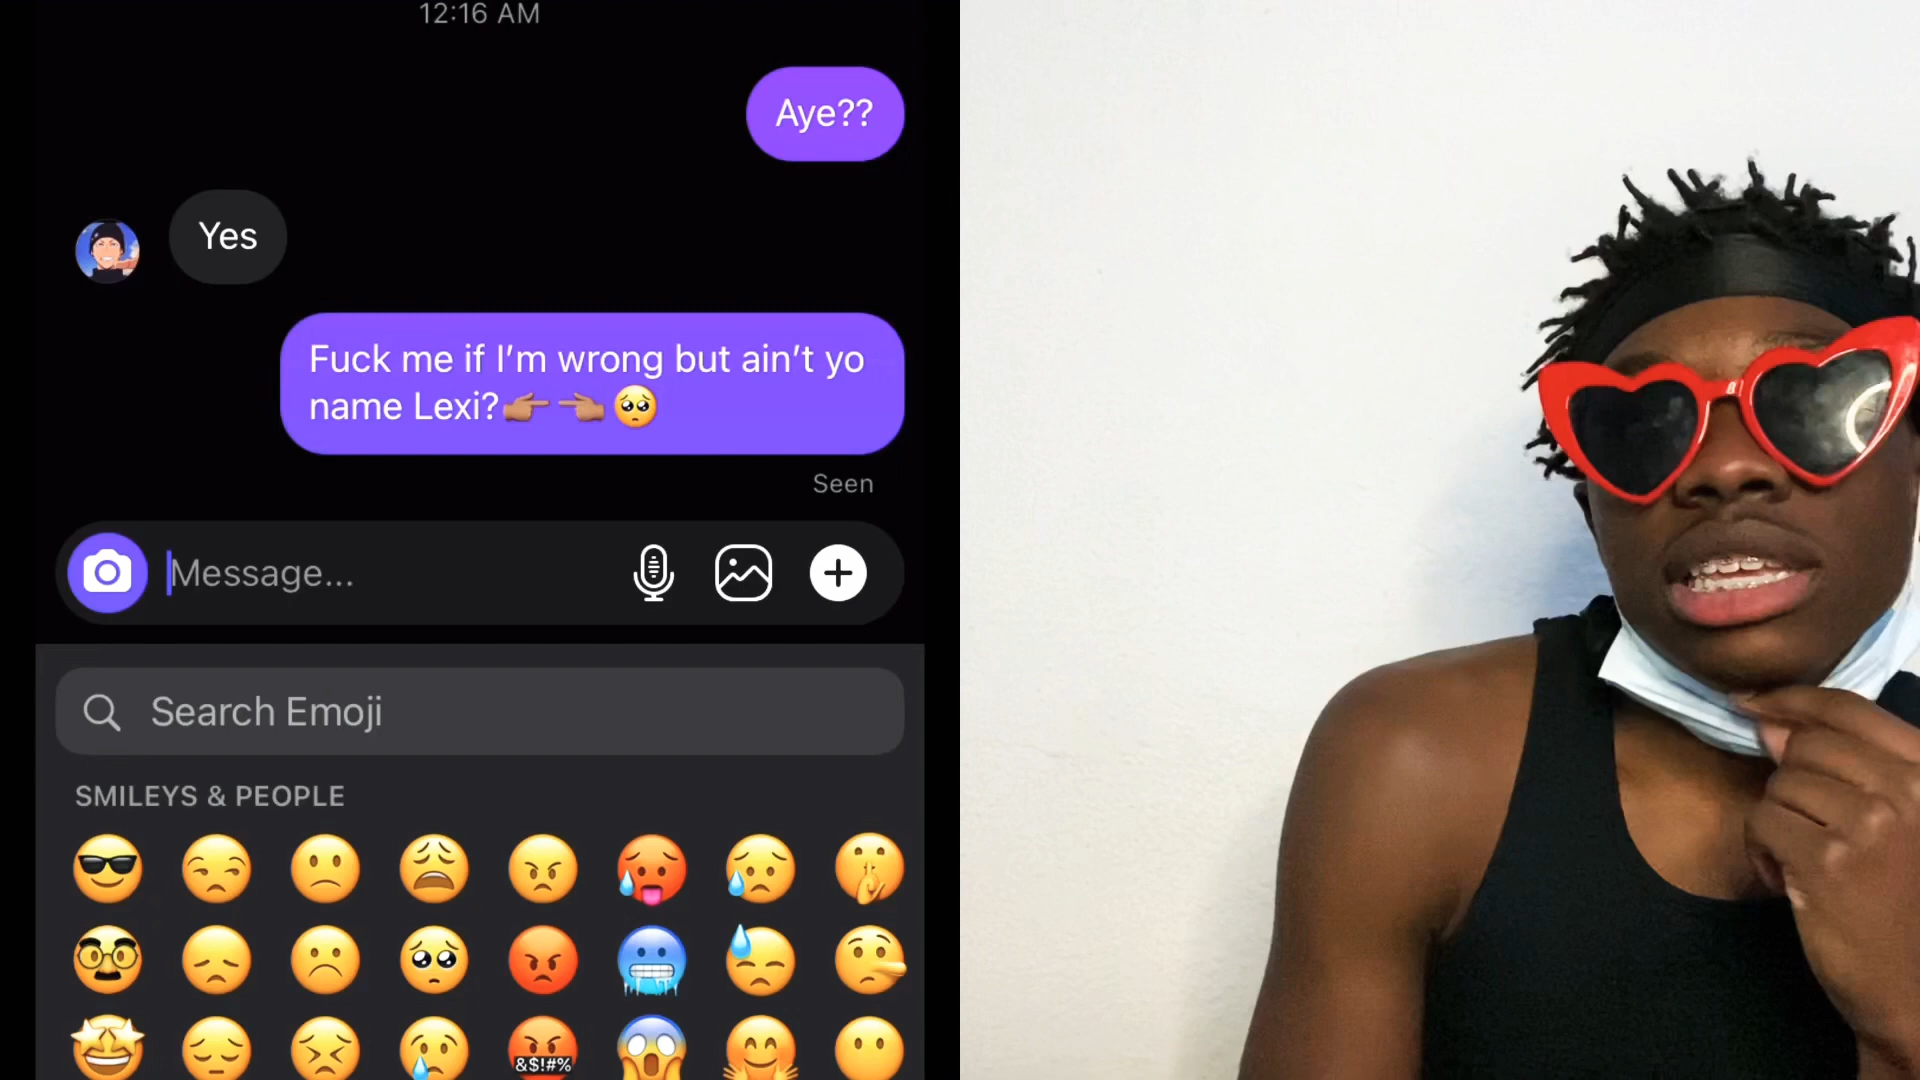 12:16 AM
Aye??
Yes
Fuck me if I’m wrong but ain’t yo
name Lexi?👉🏽👈🏽🥺
Seen
Message...
Search Emoji
SMILEYS & PEOPLE
&$!#%